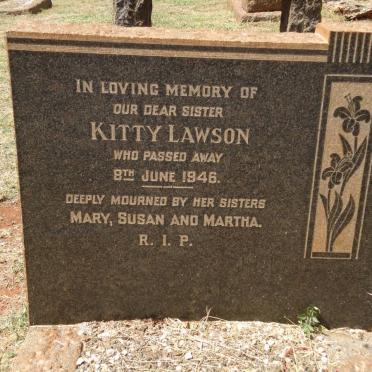 IN LOVING MEMORY OF
OUR DEAR SISTER
KITTY LAWSON
WHO PASSED AWAY
8TH JUNE 1946.
DEEPLY MOURNED BY HER SISTERS
MARY, SUSAN AND MARTHA.
R. I. P.